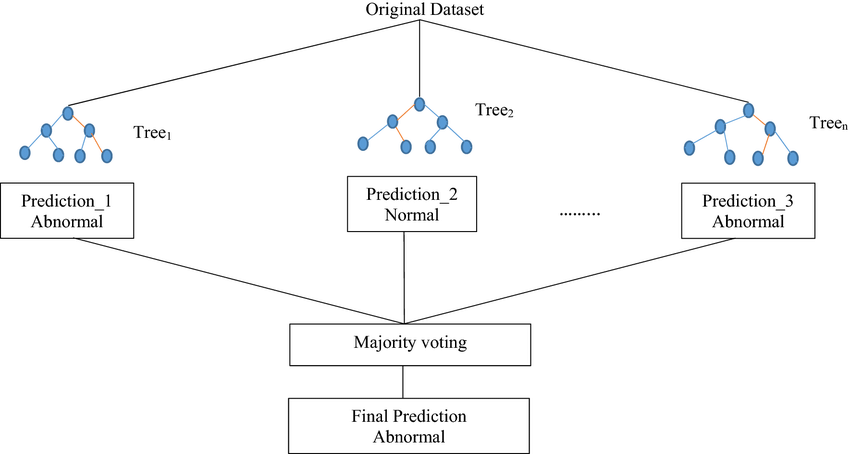 Original Dataset
Tree1
Tree2
Treen
Prediction_1
Abnormal
Prediction_2
Normal
.........
Prediction_3
Abnormal
Majority voting
Final Prediction
Abnormal